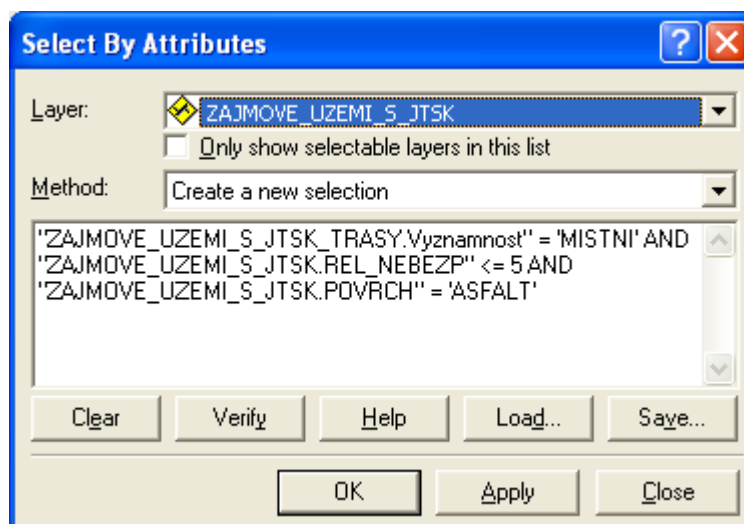 Select By Attributes
Layer: ZAJMOVE_UZEMI_S_JTSK
Only show selectable layers in this list
Method: Create a new selection
"ZAJMOVE_UZEMI_S_JTSK_TRASY.Vyznamnost" = 'MISTNI' AND
"ZAJMOVE_UZEMI_S_JTSK.REL_NEBEZP" <= 5 AND
"ZAJMOVE_UZEMI_S_JTSK.POVRCH" = 'ASFALT'
Clear Verify Help Load... Save...
OK Apply Close